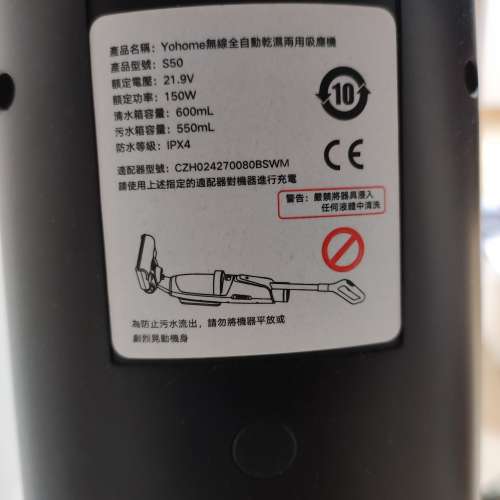 產品名稱： Yohome無線全自動乾濕兩用吸塵機
產品型號： S50
額定電壓： 21.9V
額定功率： 150W
清水箱容量： 600mL
污水箱容量： 550mL
防水等級： IPX4
適配器型號： CZH024270080BSWM
請使用上述指定的適配器對機器進行充電
10
CE
警告： 嚴禁將器具浸入
任何液體中清洗
為防止污水流出，請勿將機器平放或
劇烈晃動機身